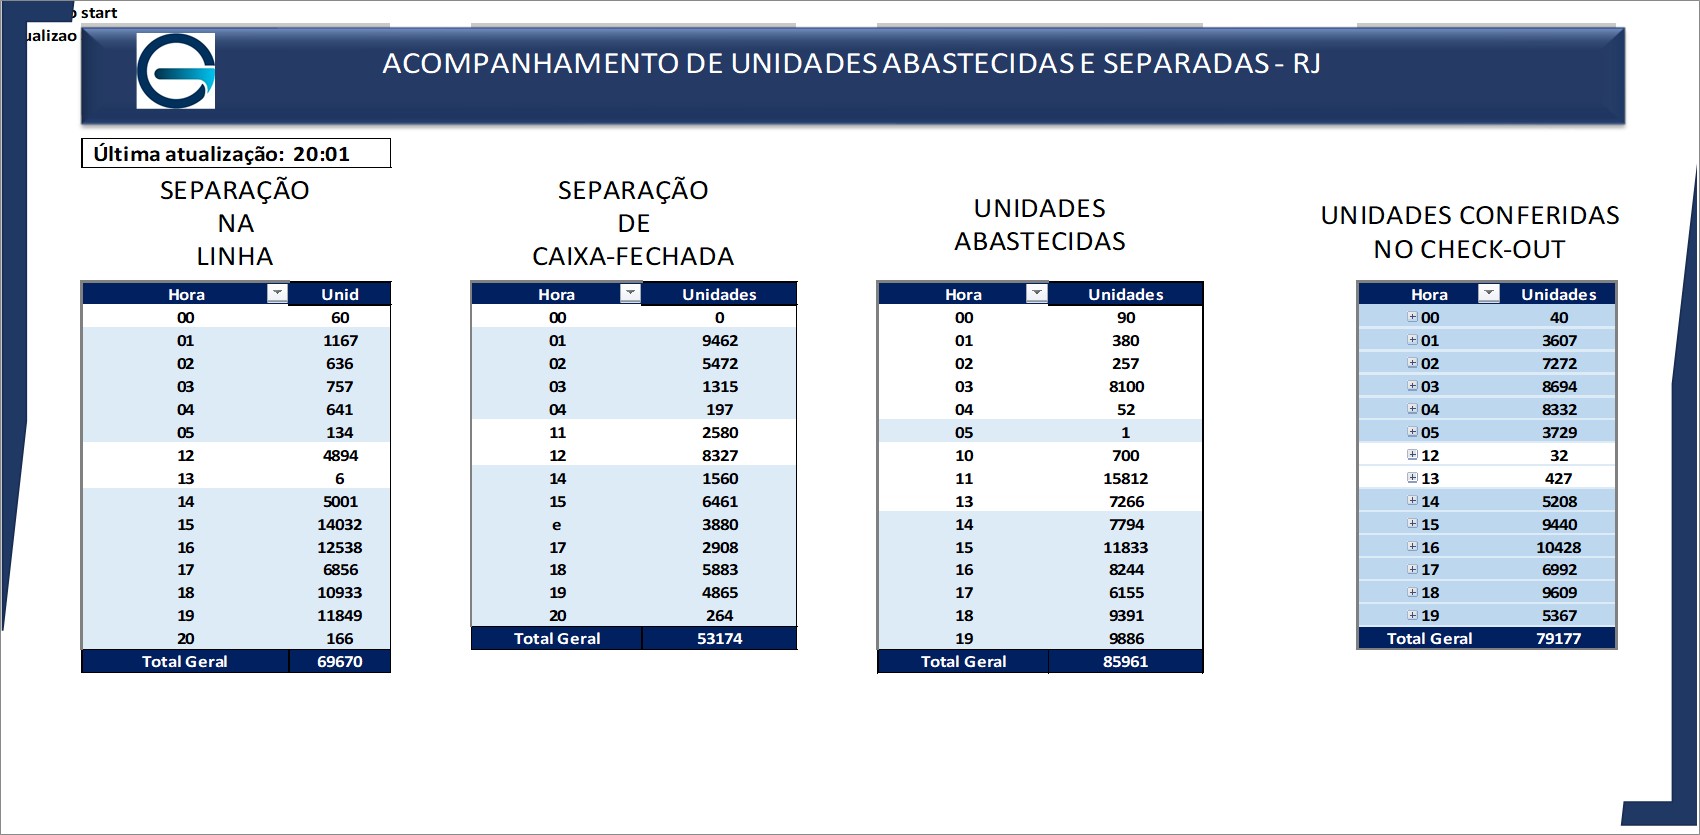 start
ualizao
ACOMPANHAMENTO DE UNIDADES ABASTECIDAS E SEPARADAS - RJ
Última atualização: 20:01
SEPARAÇÃO
NA
LINHA
Hora Unid
00 60
01 1167
02 636
03 757
04 641
05 134
12 4894
13 6
14 5001
15 14032
16 12538
17 6856
18 10933
19 11849
20 166
Total Geral 69670
SEPARAÇÃO
DE
CAIXA-FECHADA
Hora Unidades
00 0
01 9462
02 5472
03 1315
04 197
11 2580
12 8327
14 1560
15 6461
e 3880
17 2908
18 5883
19 4865
20 264
Total Geral 53174
UNIDADES
ABASTECIDAS
Hora Unidades
00 90
01 380
02 257
03 8100
04 52
05 1
10 700
11 15812
13 7266
14 7794
15 11833
16 8244
17 6155
18 9391
19 9886
Total Geral 85961
UNIDADES CONFERIDAS
NO CHECK-OUT
Hora Unidades
00 40
01 3607
02 7272
03 8694
04 8332
05 3729
12 32
13 427
14 5208
15 9440
16 10428
17 6992
18 9609
19 5367
Total Geral 79177